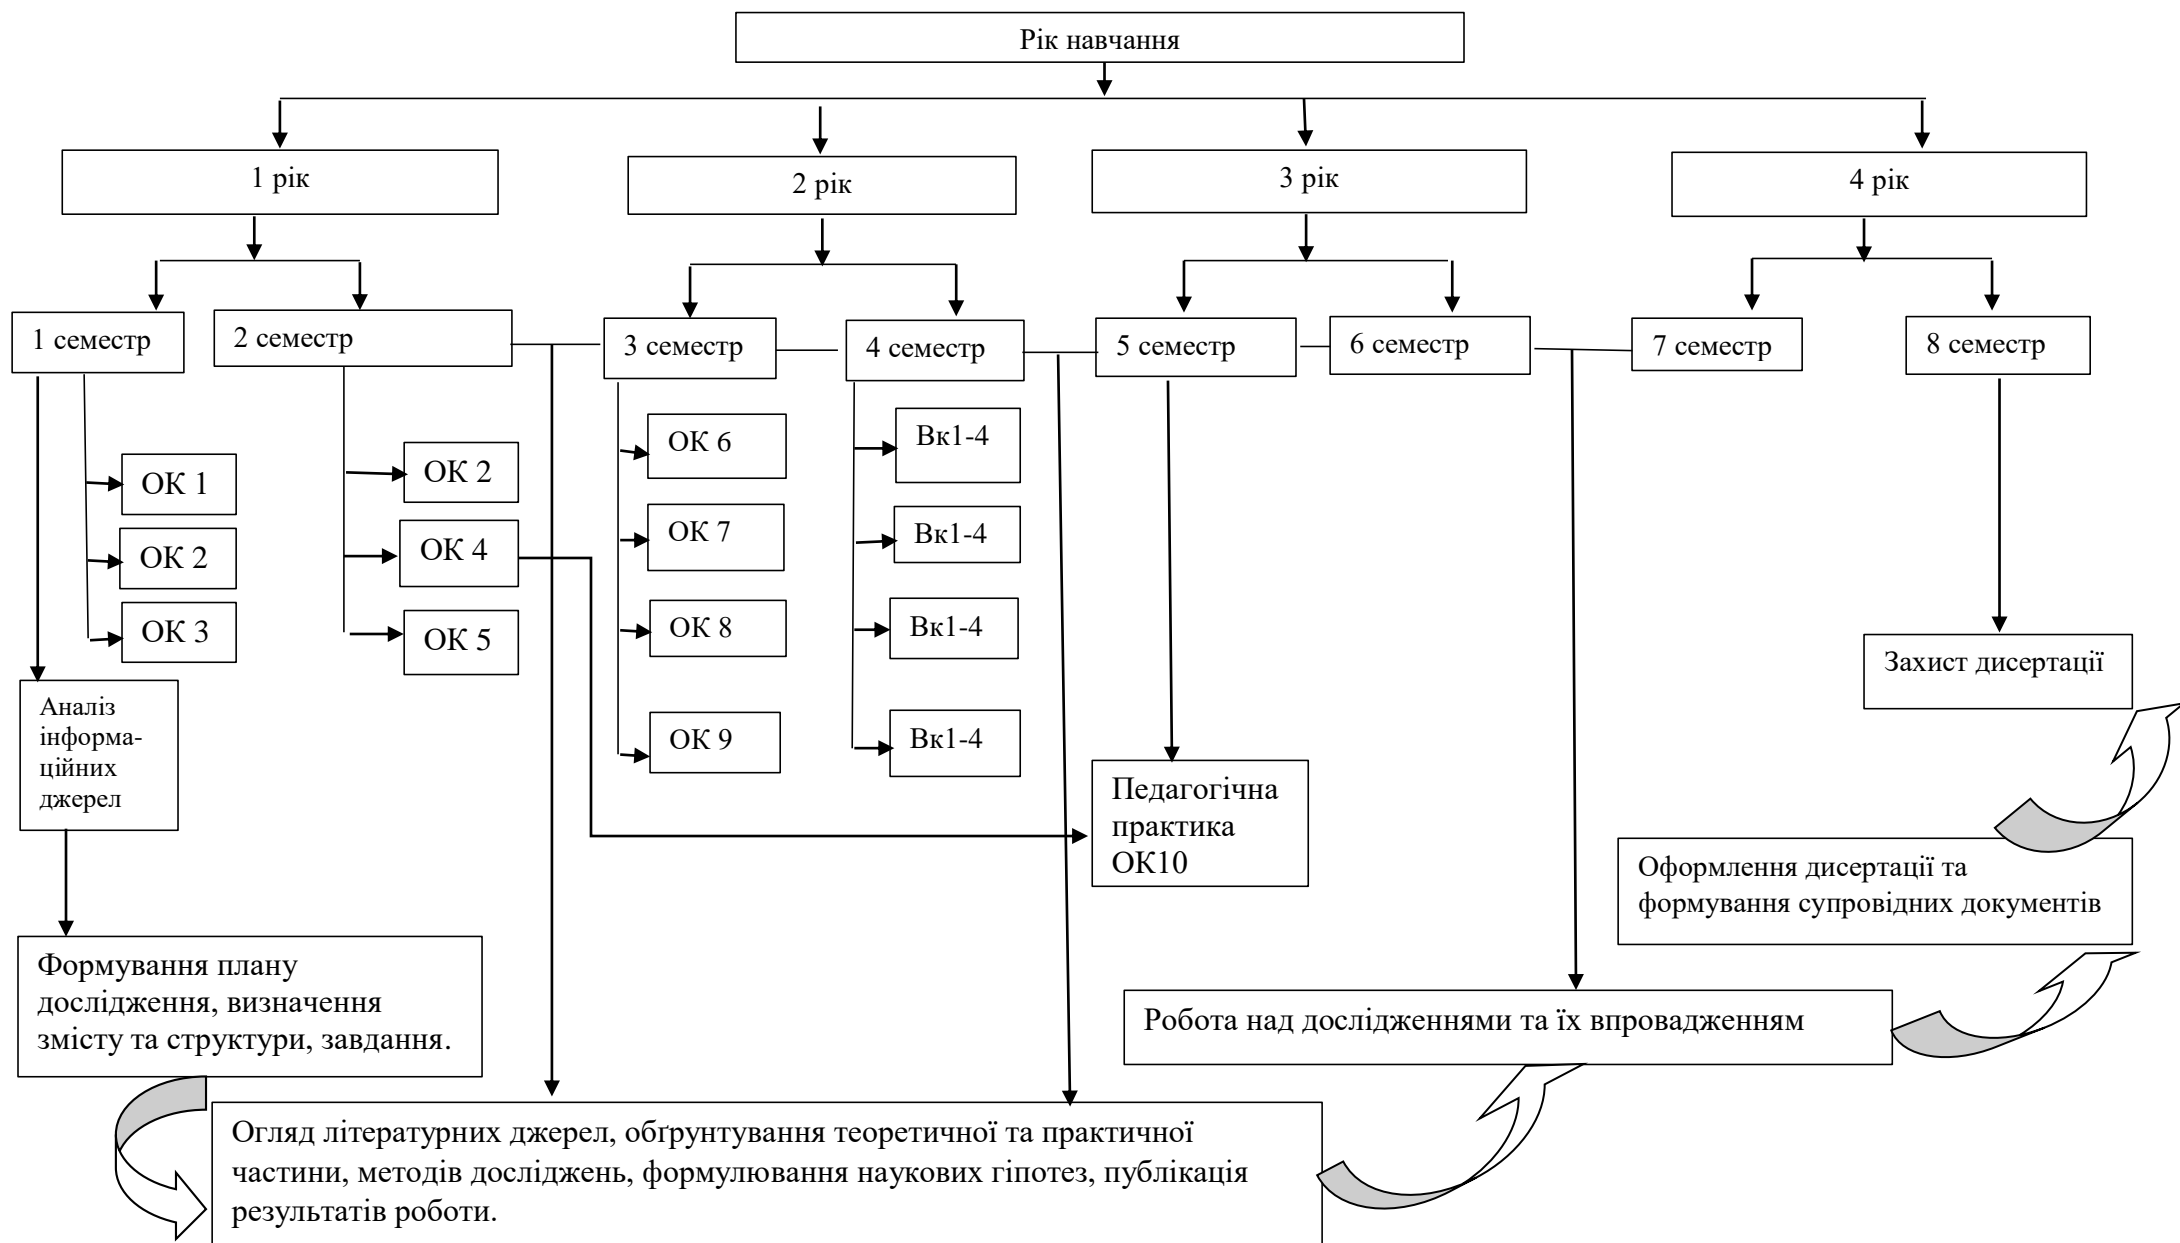 Рік навчання
1 рік
2 рік
3 рік
4 рік
1 семестр
2 семестр
3 семестр
4 семестр
5 семестр
6 семестр
7 семестр
8 семестр
ОК 1
ОК 2
ОК 3
ОК 2
ОК 4
ОК 5
ОК 6
ОК 7
ОК 8
ОК 9
Вк1-4
Вк1-4
Вк1-4
Вк1-4
Аналіз
інформа-
ційних
джерел
Педагогічна
практика
ОК10
Захист дисертації
Оформлення дисертації та
формування супровідних документів
Формування плану
дослідження, визначення
змісту та структури, завдання.
Робота над дослідженнями та їх впровадженням
Огляд літературних джерел, обґрунтування теоретичної та практичної
частини, методів досліджень, формулювання наукових гіпотез, публікація
результатів роботи.